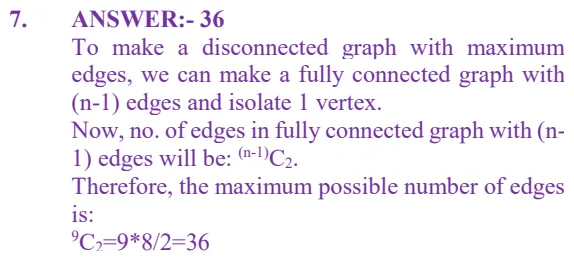 7. ANSWER:- 36
To make a disconnected graph with maximum
edges, we can make a fully connected graph with
(n-1) edges and isolate 1 vertex.
Now, no. of edges in fully connected graph with (n-
1) edges will be: ⁽ⁿ⁻¹⁾C₂.
Therefore, the maximum possible number of edges
is:
⁹C₂=9*8/2=36